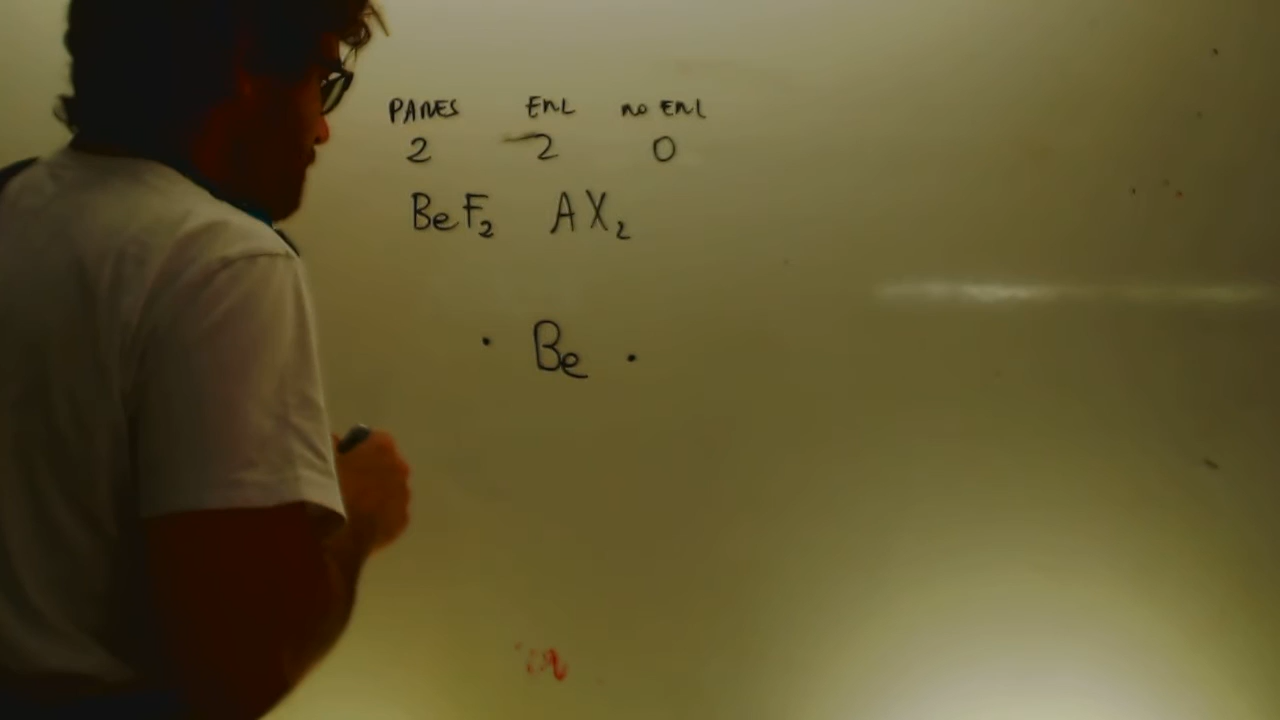 PARES ENL no ENL
2 2 0
BeF₂ AX₂
· Be ·